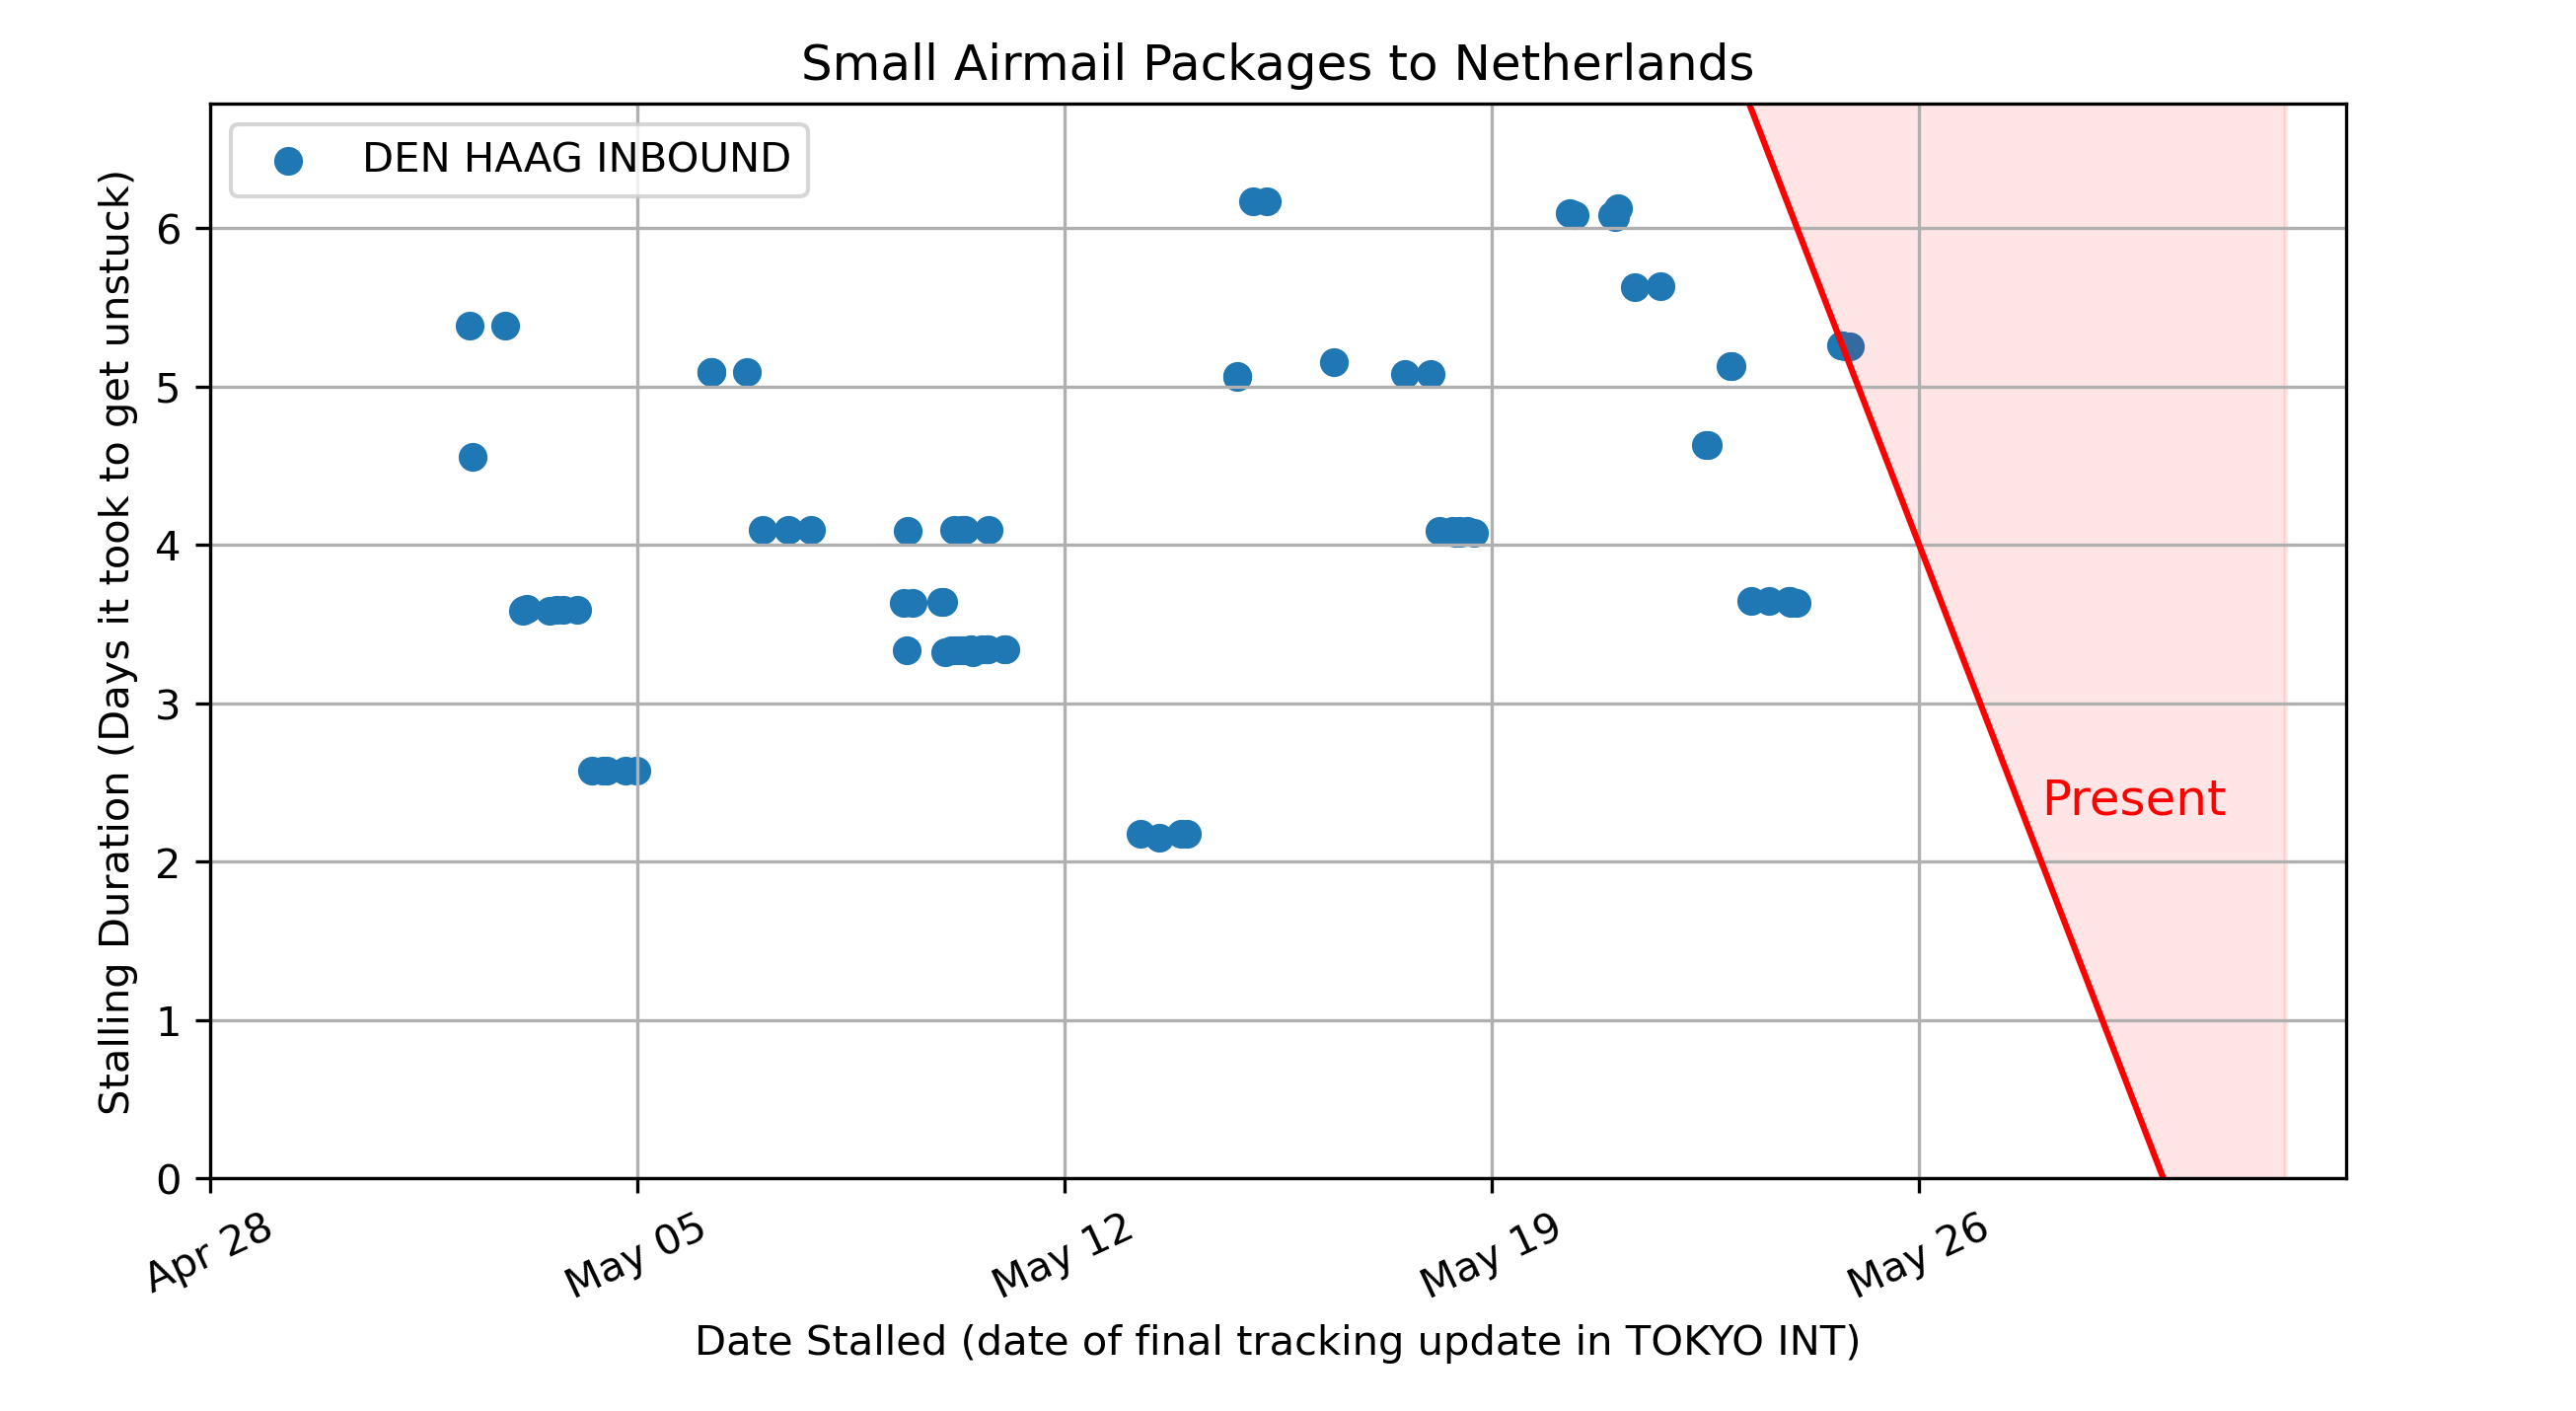 Small Airmail Packages to Netherlands
DEN HAAG INBOUND
Stalling Duration (Days it took to get unstuck)
6
5
4
3
2
1
0
Present
Apr 28
May 05
May 12
May 19
May 26
Date Stalled (date of final tracking update in TOKYO INT)